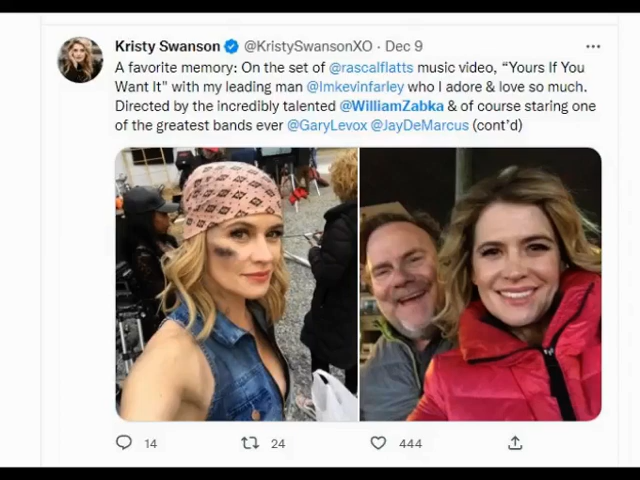 Kristy Swanson @KristySwansonXO · Dec 9
A favorite memory: On the set of @rascalflatts music video, “Yours If You
Want It" with my leading man @Imkevinfarley who I adore & love so much.
Directed by the incredibly talented @WilliamZabka & of course staring one
of the greatest bands ever @GaryLevox @JayDeMarcus (cont’d)
14 24 444